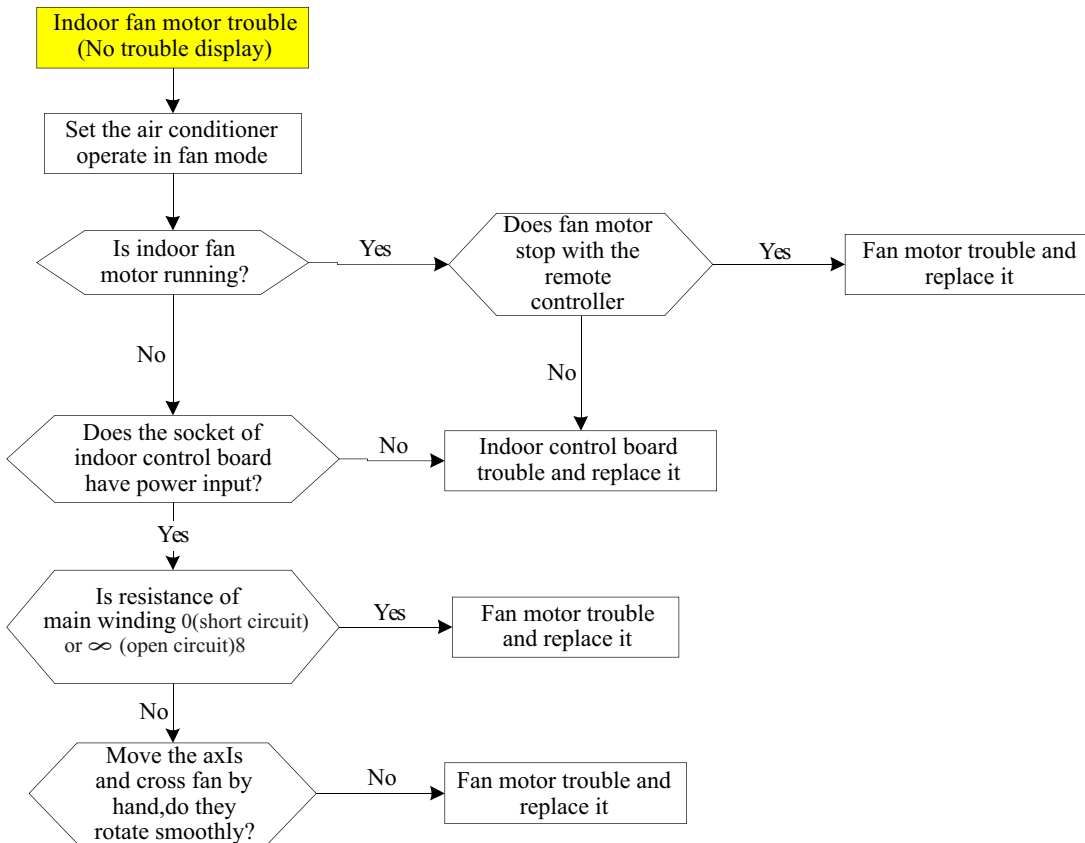 Indoor fan motor trouble
(No trouble display)
Set the air conditioner
operate in fan mode
Is indoor fan
motor running?
Yes
Does fan motor
stop with the
remote
controller
Yes
Fan motor trouble and
replace it
No
No
Does the socket of
indoor control board
have power input?
No
Indoor control board
trouble and replace it
Yes
Is resistance of
main winding 0(short circuit)
or ∞ (open circuit)8
Yes
Fan motor trouble
and replace it
No
Move the axIs
and cross fan by
hand,do they
rotate smoothly?
No
Fan motor trouble and
replace it